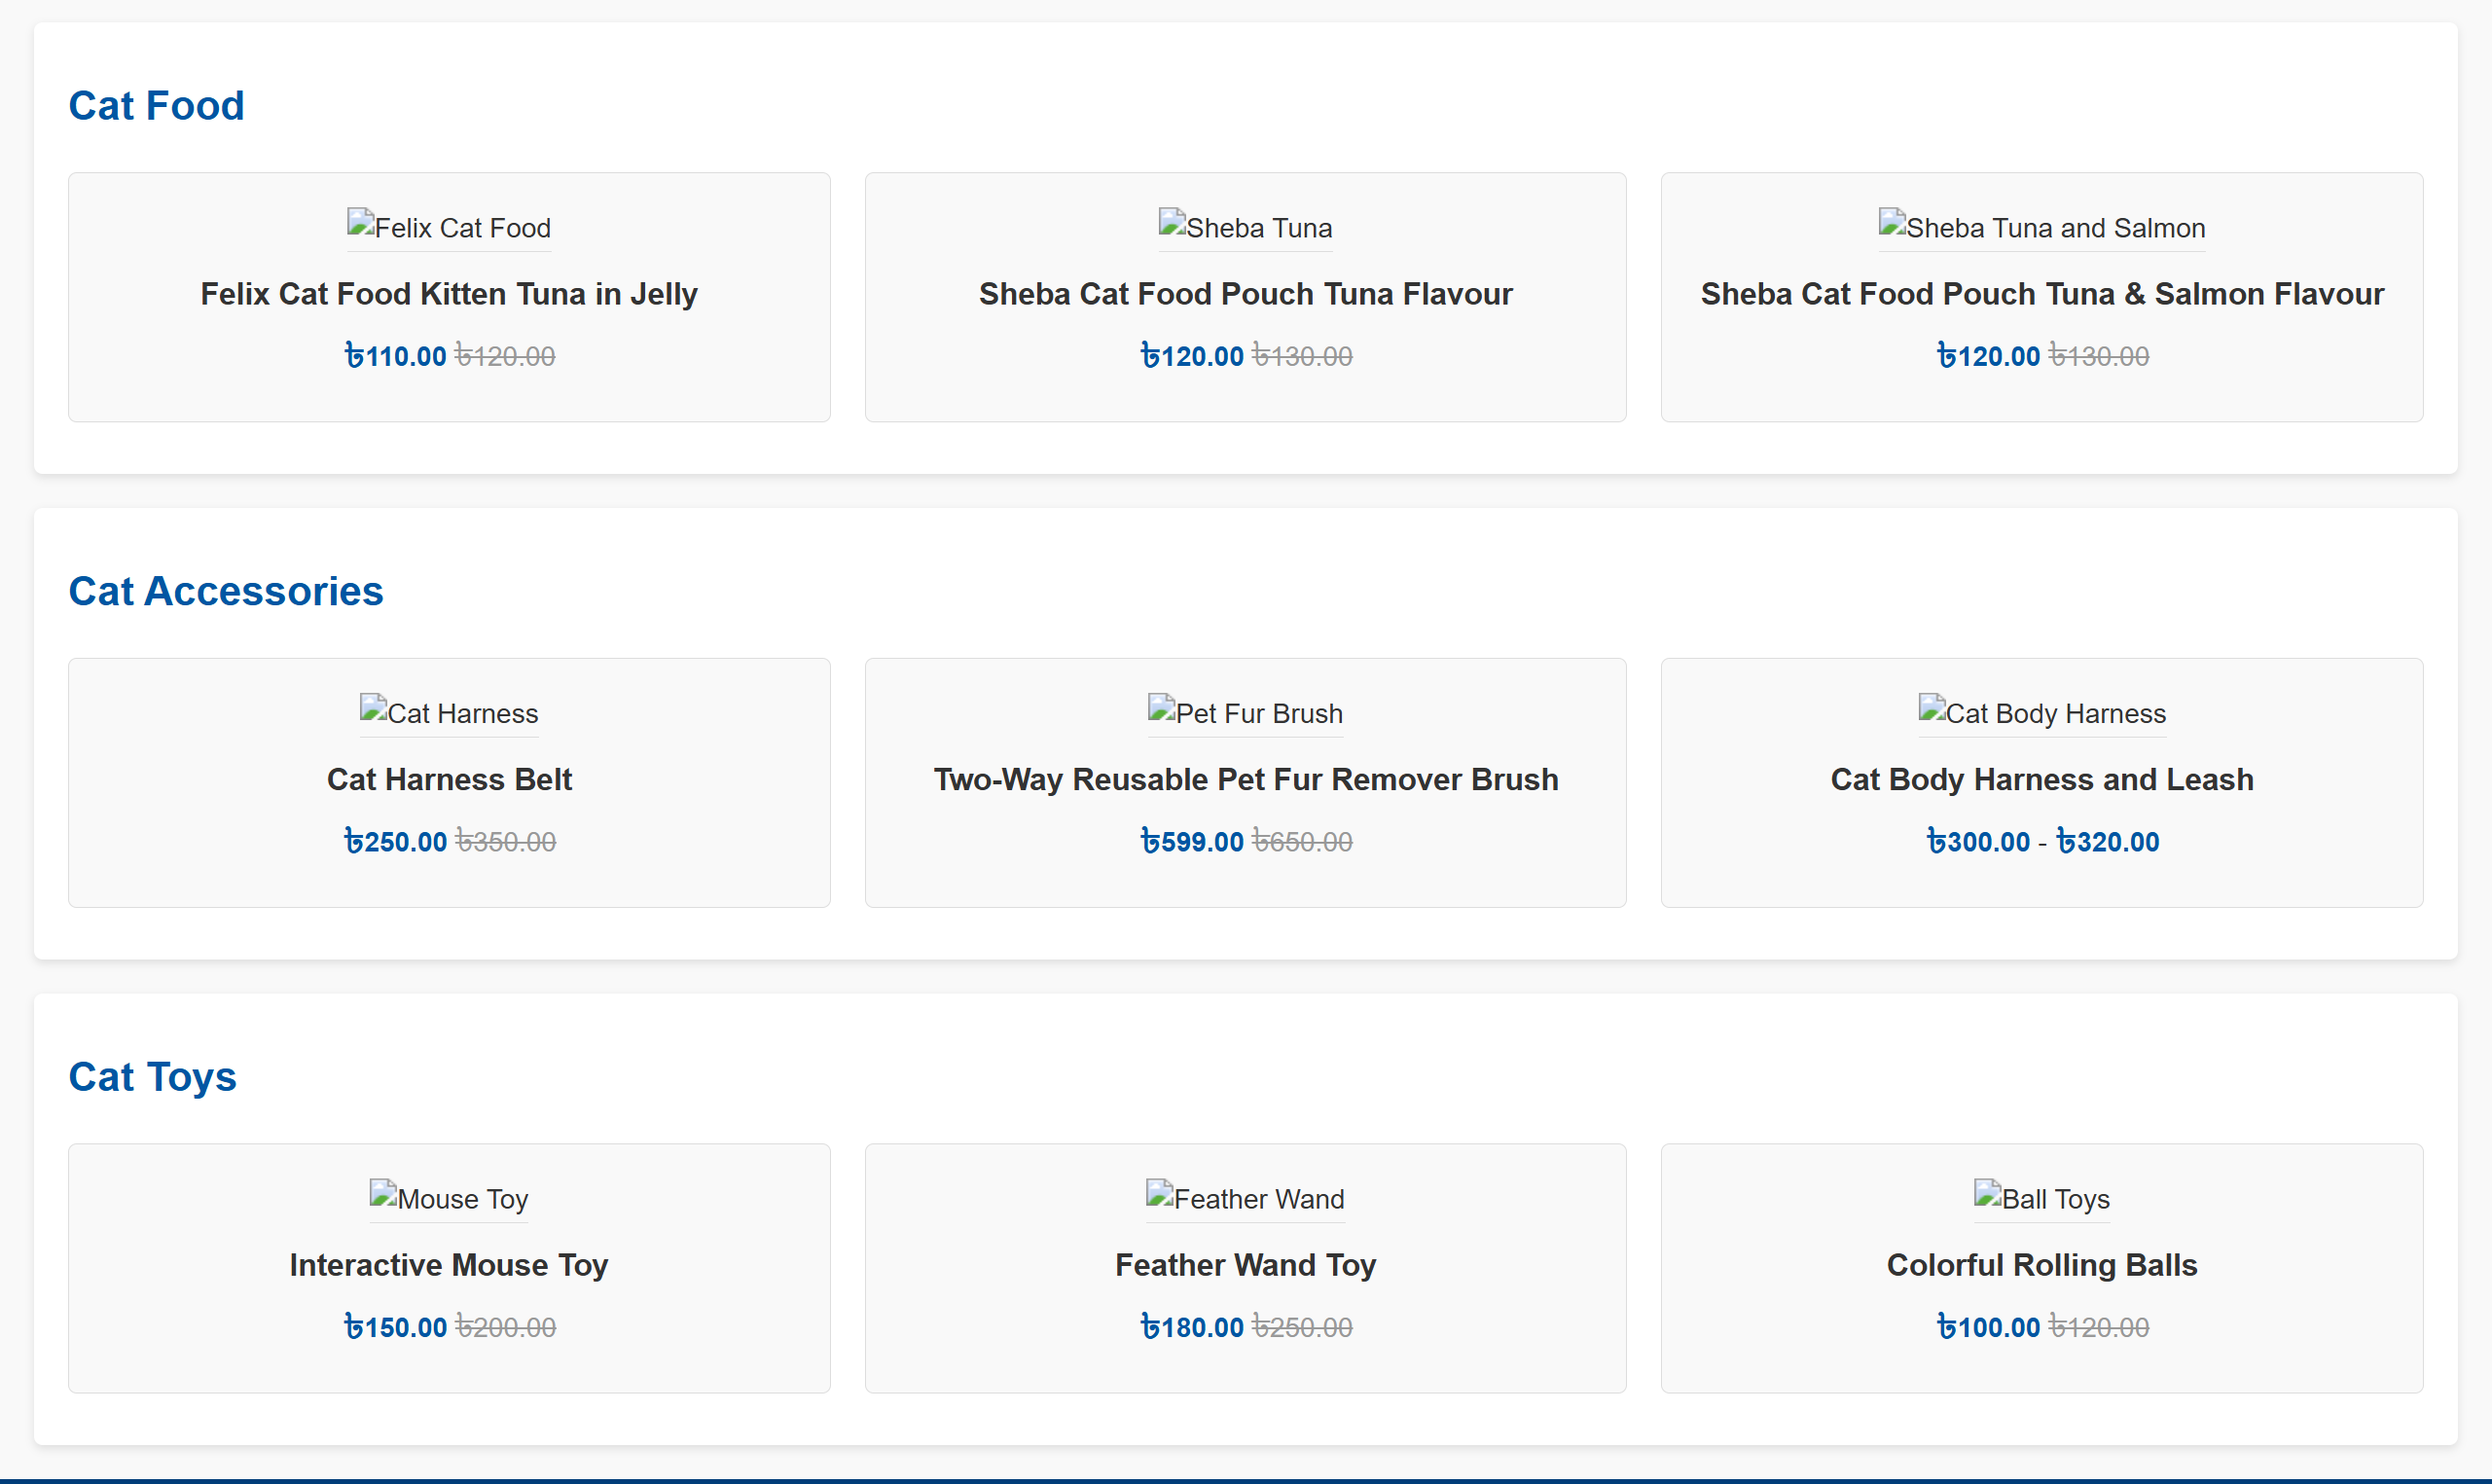 Cat Food
Felix Cat Food
Sheba Tuna
Sheba Tuna and Salmon
Felix Cat Food Kitten Tuna in Jelly
Sheba Cat Food Pouch Tuna Flavour
Sheba Cat Food Pouch Tuna & Salmon Flavour
৳110.00 ৳120.00
৳120.00 ৳130.00
৳120.00 ৳130.00
Cat Accessories
Cat Harness
Pet Fur Brush
Cat Body Harness
Cat Harness Belt
Two-Way Reusable Pet Fur Remover Brush
Cat Body Harness and Leash
৳250.00 ৳350.00
৳599.00 ৳650.00
৳300.00 - ৳320.00
Cat Toys
Mouse Toy
Feather Wand
Ball Toys
Interactive Mouse Toy
Feather Wand Toy
Colorful Rolling Balls
৳150.00 ৳200.00
৳180.00 ৳250.00
৳100.00 ৳120.00